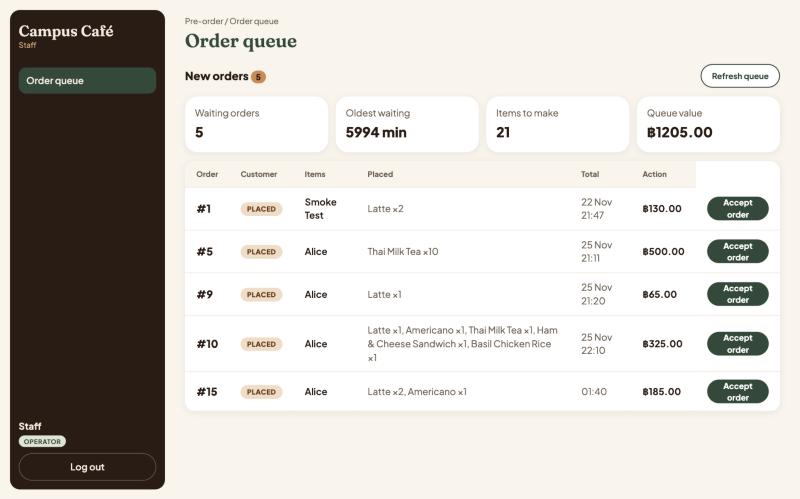 Campus Café
Staff
Order queue
Staff
OPERATOR
Log out
Pre-order / Order queue
Order queue
New orders 5
Refresh queue
Waiting orders
5
Oldest waiting
5994 min
Items to make
21
Queue value
฿1205.00
Order Customer Items Placed Total Action
#1 PLACED Smoke Test Latte ×2 22 Nov 21:47 ฿130.00 Accept order
#5 PLACED Alice Thai Milk Tea ×10 25 Nov 21:11 ฿500.00 Accept order
#9 PLACED Alice Latte ×1 25 Nov 21:20 ฿65.00 Accept order
#10 PLACED Alice Latte ×1, Americano ×1, Thai Milk Tea ×1, Ham & Cheese Sandwich ×1, Basil Chicken Rice ×1 25 Nov 22:10 ฿325.00 Accept order
#15 PLACED Alice Latte ×2, Americano ×1 01:40 ฿185.00 Accept order